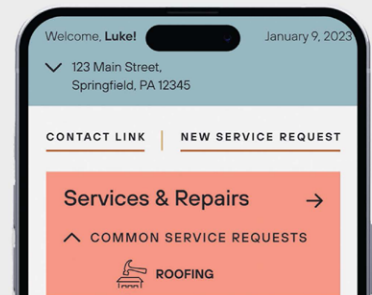 Welcome, Luke!
January 9, 2023
123 Main Street,
Springfield, PA 12345
CONTACT LINK
NEW SERVICE REQUEST
Services & Repairs
COMMON SERVICE REQUESTS
ROOFING